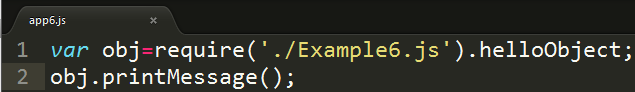 app6.js ×
1 var obj=require('./Example6.js').helloObject;
2 obj.printMessage();